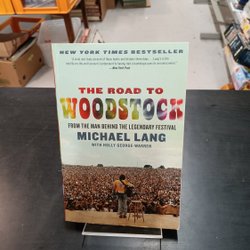 NEW YORK TIMES BESTSELLER
THE ROAD TO
WOODSTOCK
FROM THE MAN BEHIND THE LEGENDARY FESTIVAL
MICHAEL LANG
WITH HOLLY GEORGE-WARREN